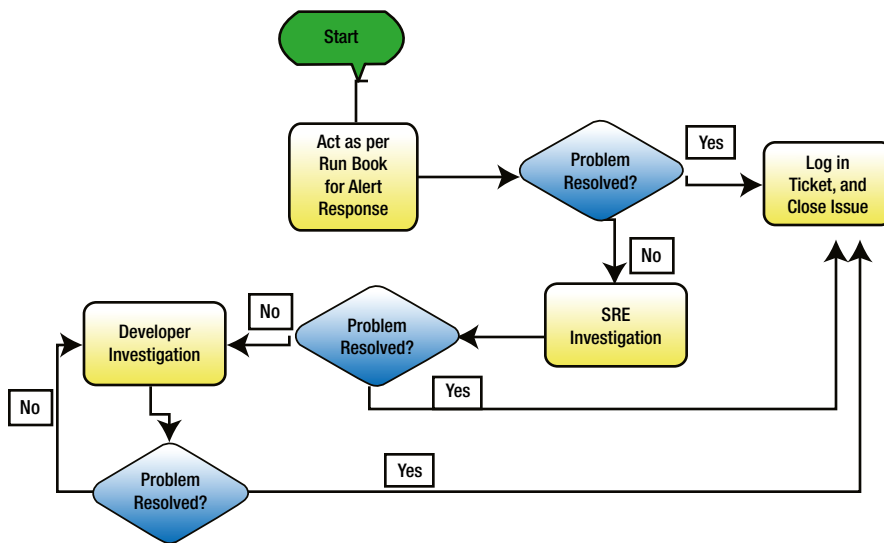 Start
Act as per
Run Book
for Alert
Response
Problem
Resolved?
Yes
Log in
Ticket, and
Close Issue
No
SRE
Investigation
Problem
Resolved?
No
Developer
Investigation
Yes
No
Problem
Resolved?
Yes